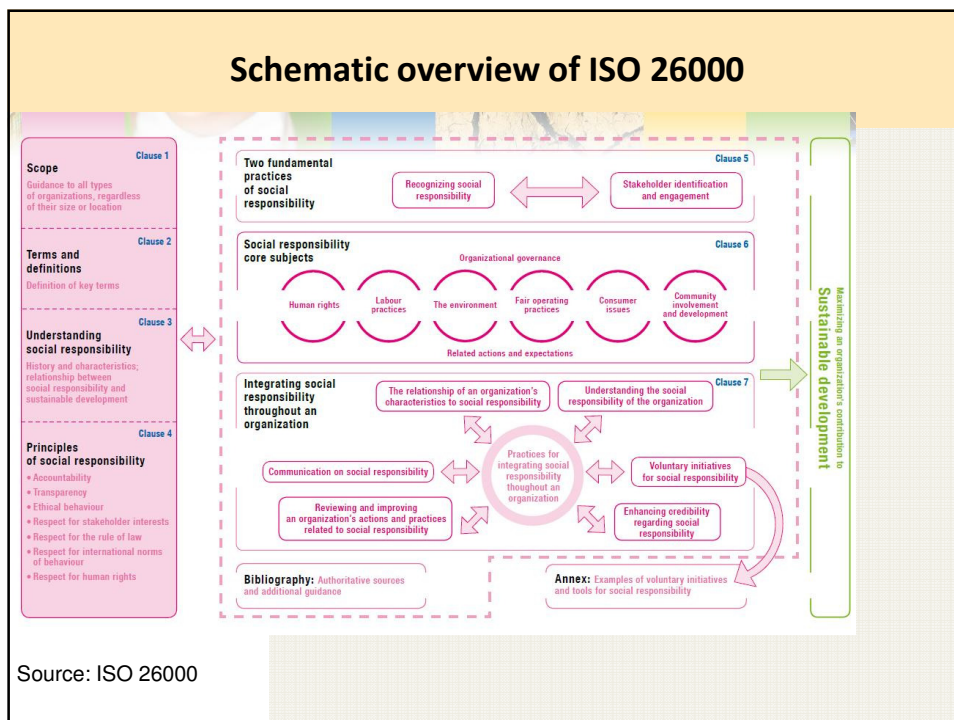 Schematic overview of ISO 26000
Clause 1
Scope
Guidance to all types
of organizations, regardless
of their size or location
Clause 2
Terms and
definitions
Definition of key terms
Clause 3
Understanding
social responsibility
History and characteristics;
relationship between
social responsibility and
sustainable development
Clause 4
Principles
of social responsibility
• Accountability
• Transparency
• Ethical behaviour
• Respect for stakeholder interests
• Respect for the rule of law
• Respect for international norms
of behaviour
• Respect for human rights
Two fundamental
practices
of social
responsibility
Clause 5
Recognizing social
responsibility
Stakeholder identification
and engagement
Social responsibility
core subjects
Clause 6
Organizational governance
Human rights
Labour
practices
The environment
Fair operating
practices
Consumer
issues
Community
involvement
and development
Related actions and expectations
Integrating social
responsibility
throughout an
organization
Clause 7
The relationship of an organization's
characteristics to social responsibility
Understanding the social
responsibility of the organization
Practices for
integrating social
responsibility
thoughout an
organization
Communication on social responsibility
Voluntary initiatives
for social responsibility
Reviewing and improving
an organization's actions and practices
related to social responsibility
Enhancing credibility
regarding social
responsibility
Bibliography: Authoritative sources
and additional guidance
Annex: Examples of voluntary initiatives
and tools for social responsibility
Maximizing an organization's contribution to
Sustainable development
Source: ISO 26000